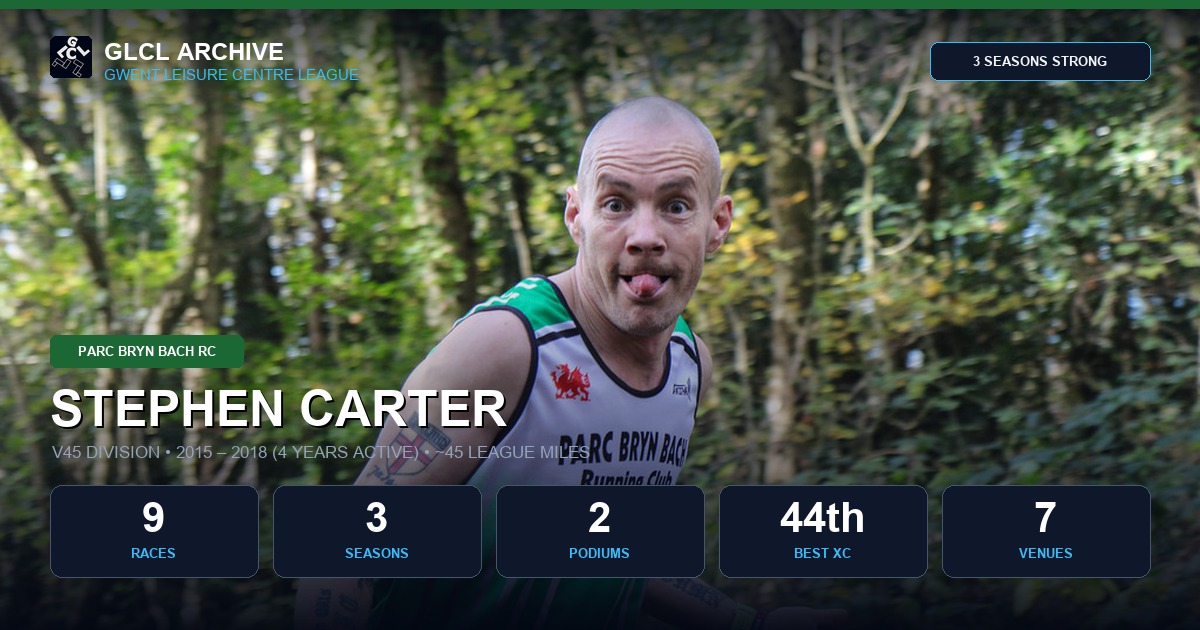 GLCL ARCHIVE
GWENT LEISURE CENTRE LEAGUE
3 SEASONS STRONG
PARC BRYN BACH RC
STEPHEN CARTER
V45 DIVISION • 2015 – 2018 (4 YEARS ACTIVE) • ~45 LEAGUE MILES
PARC BRYN BACH
Running Club
9
RACES
3
SEASONS
2
PODIUMS
44th
BEST XC
7
VENUES